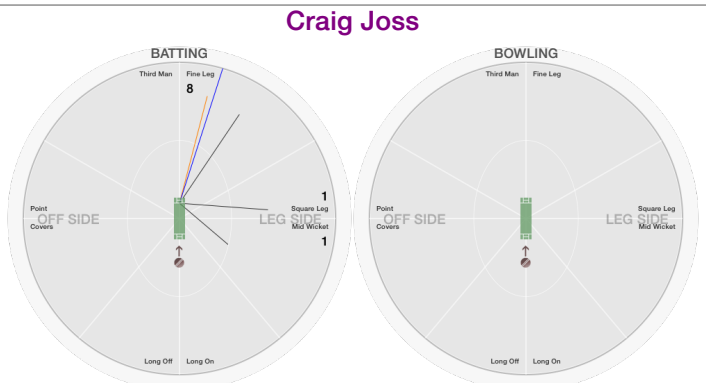 Craig Joss
BATTING
BOWLING
Third Man
Fine Leg
Third Man
Fine Leg
8
1
Point
Square Leg
Point
Square Leg
OFF SIDE
LEG SIDE
OFF SIDE
LEG SIDE
Covers
Mid Wicket
Covers
Mid Wicket
1
Long Off
Long On
Long Off
Long On